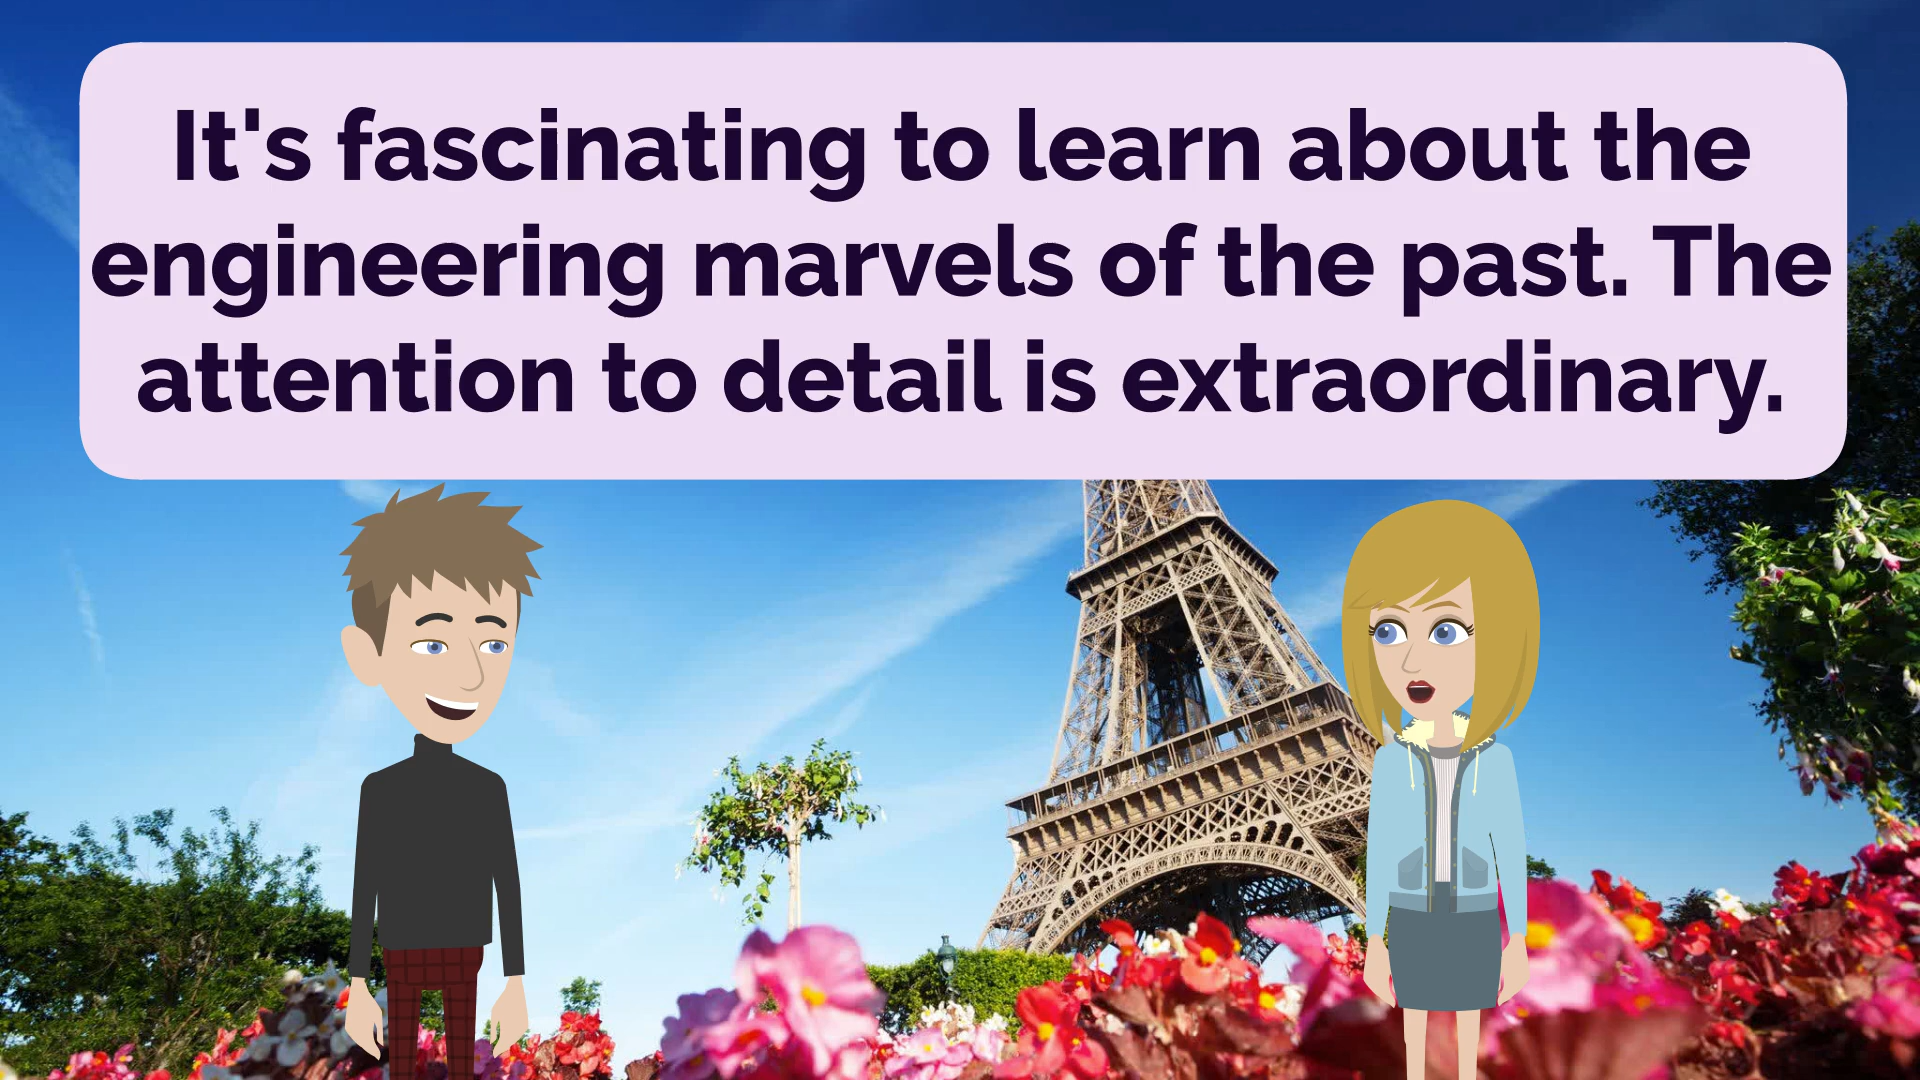 It's fascinating to learn about the
engineering marvels of the past. The
attention to detail is extraordinary.